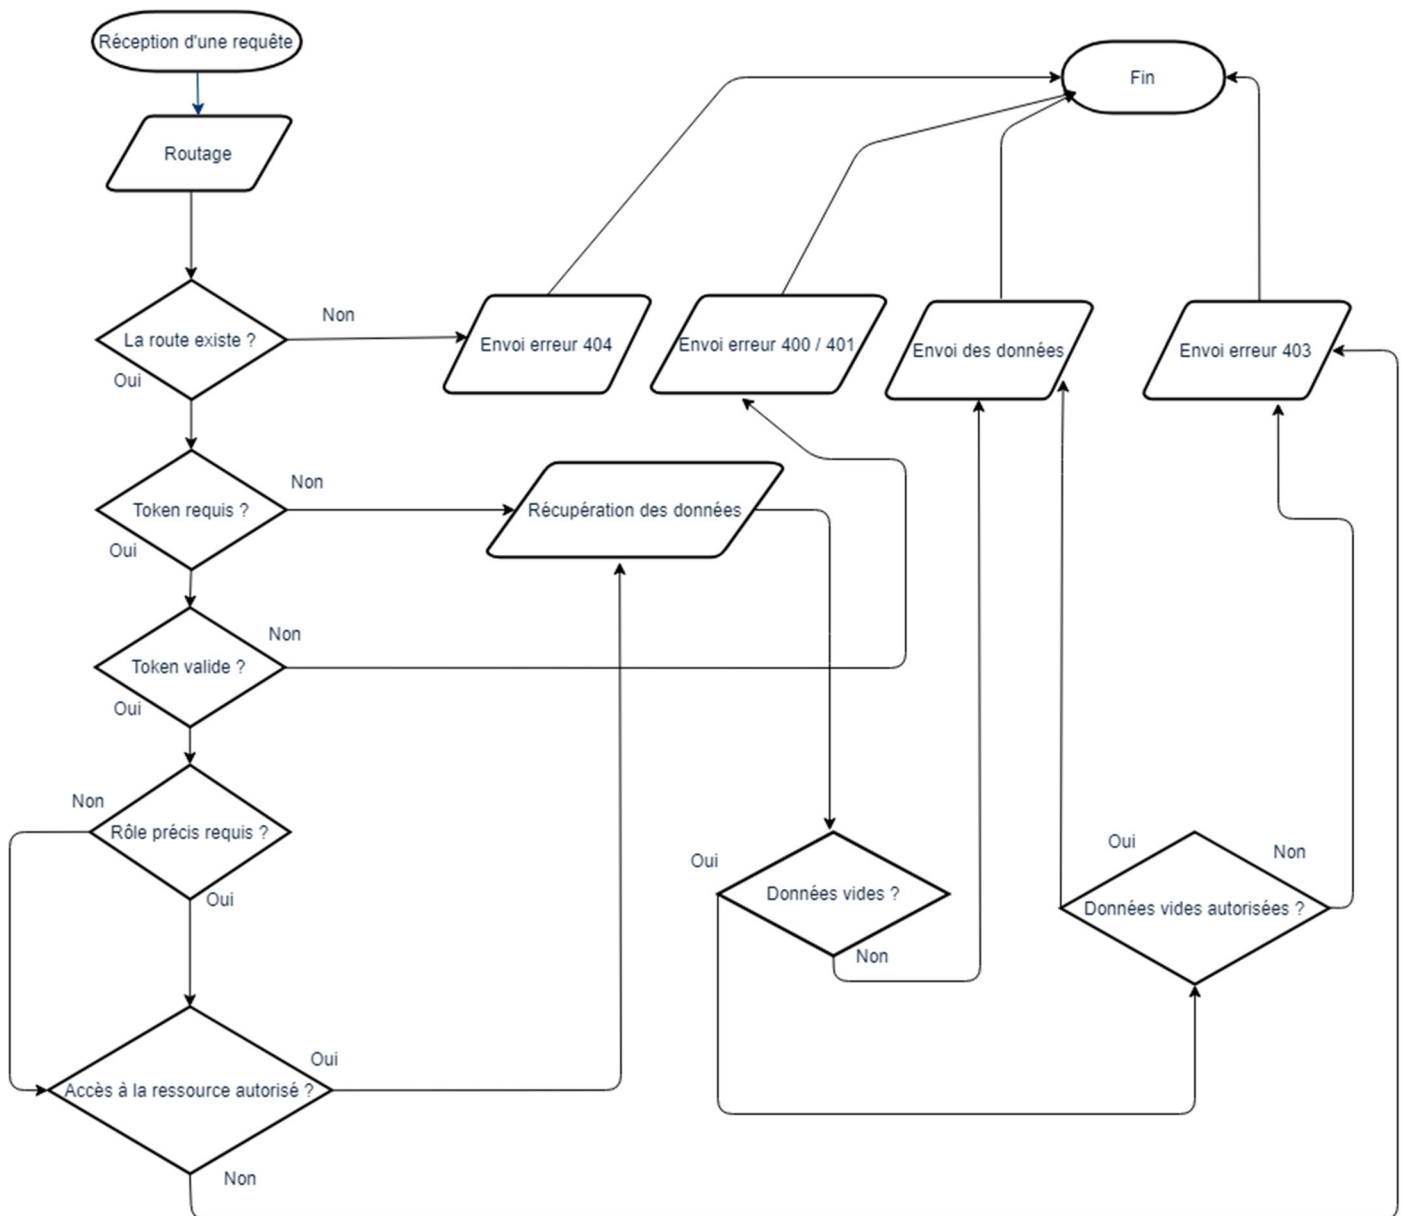 Réception d'une requête
Fin
Routage
Non
La route existe ?
Envoi erreur 404
Envoi erreur 400 / 401
Envoi des données
Envoi erreur 403
Oui
Non
Token requis ?
Récupération des données
Oui
Non
Token valide ?
Oui
Non
Rôle précis requis ?
Oui
Oui
Non
Données vides ?
Non
Oui
Non
Données vides autorisées ?
Oui
Accès à la ressource autorisé ?
Non